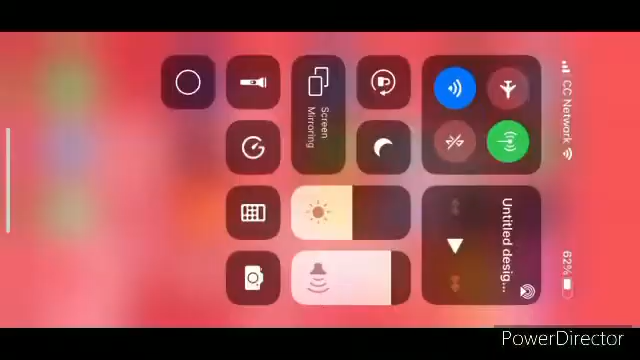 CC Network
62%
Untitled desig...
Screen
Mirroring
PowerDirector